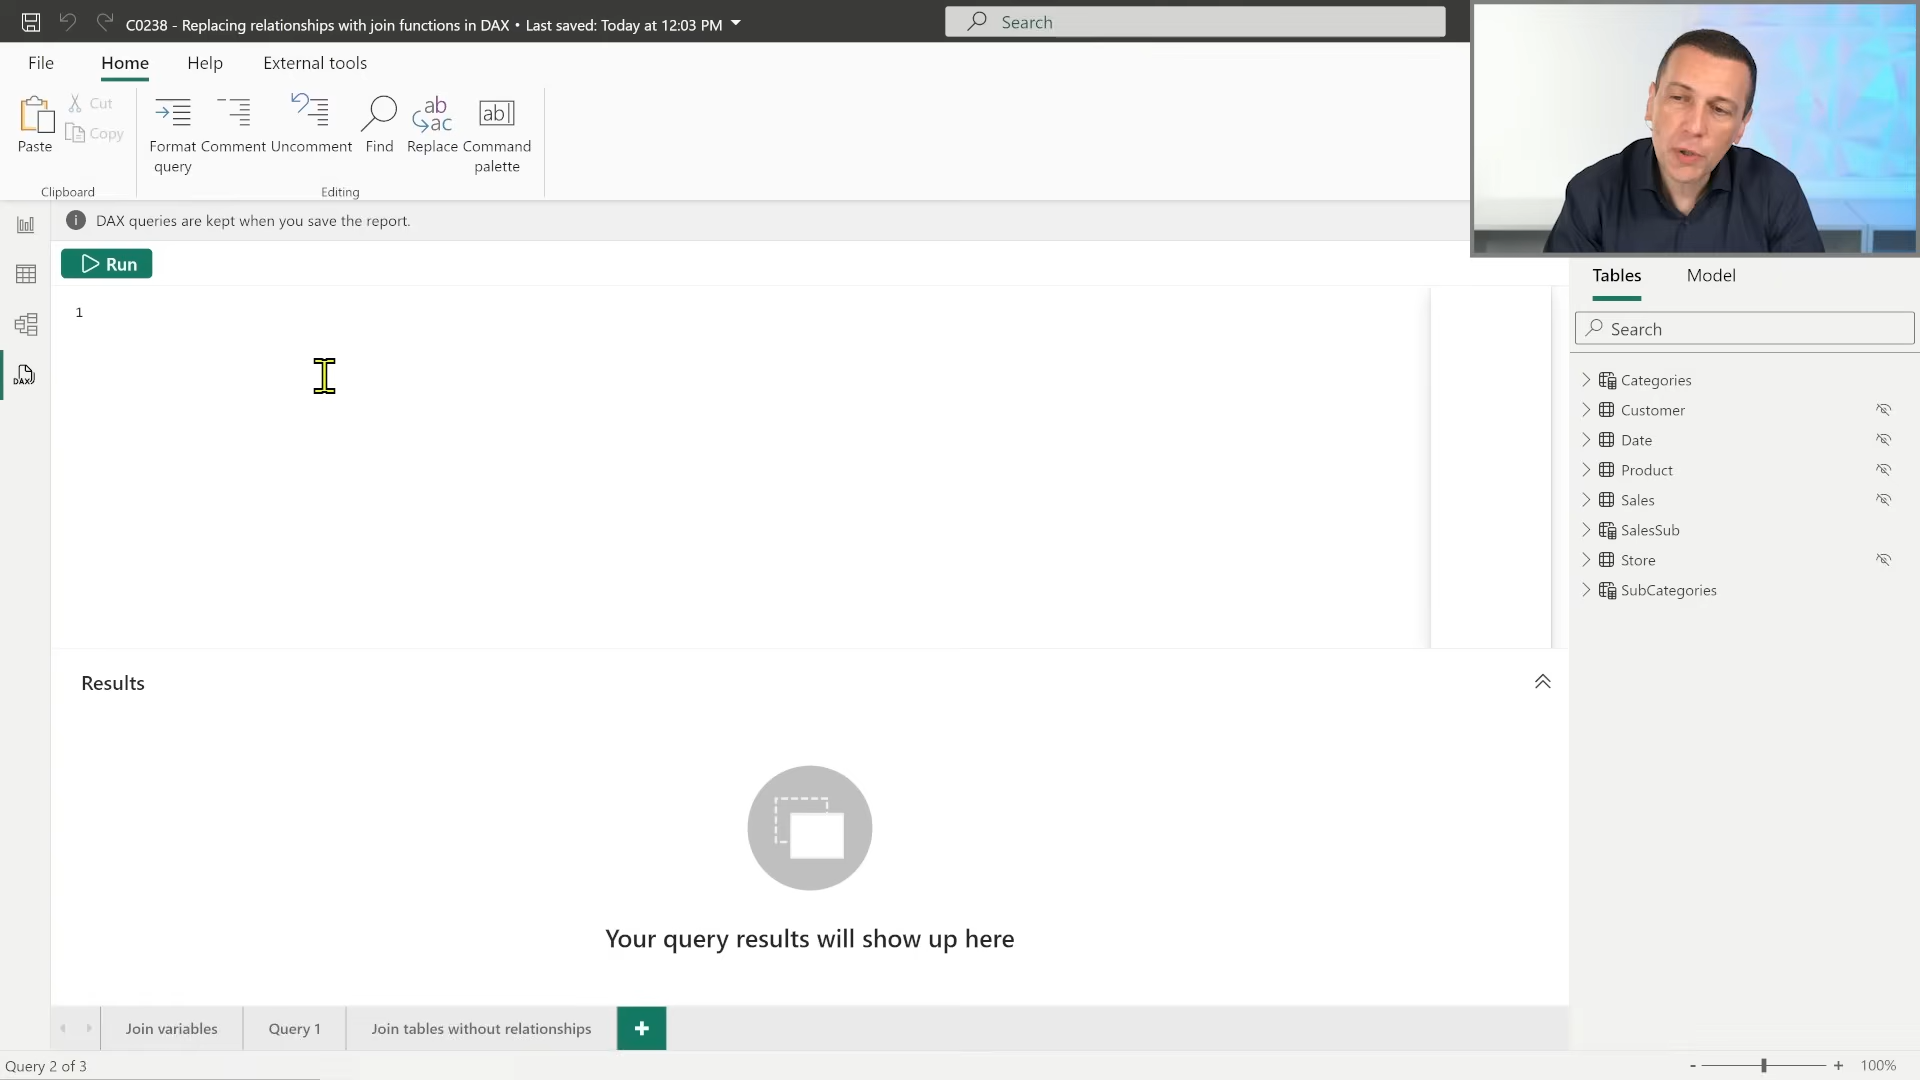 C0238 - Replacing relationships with join functions in DAX • Last saved: Today at 12:03 PM
Search
File
Home
Help
External tools
Paste
Cut
Copy
Format query
Comment
Uncomment
Find
Replace
Command palette
Clipboard
Editing
DAX queries are kept when you save the report.
Run
1
Tables
Model
Search
Categories
Customer
Date
Product
Sales
SalesSub
Store
SubCategories
Results
Your query results will show up here
Join variables
Query 1
Join tables without relationships
+
Query 2 of 3
- + 100%
ab
ac
ab
DAX